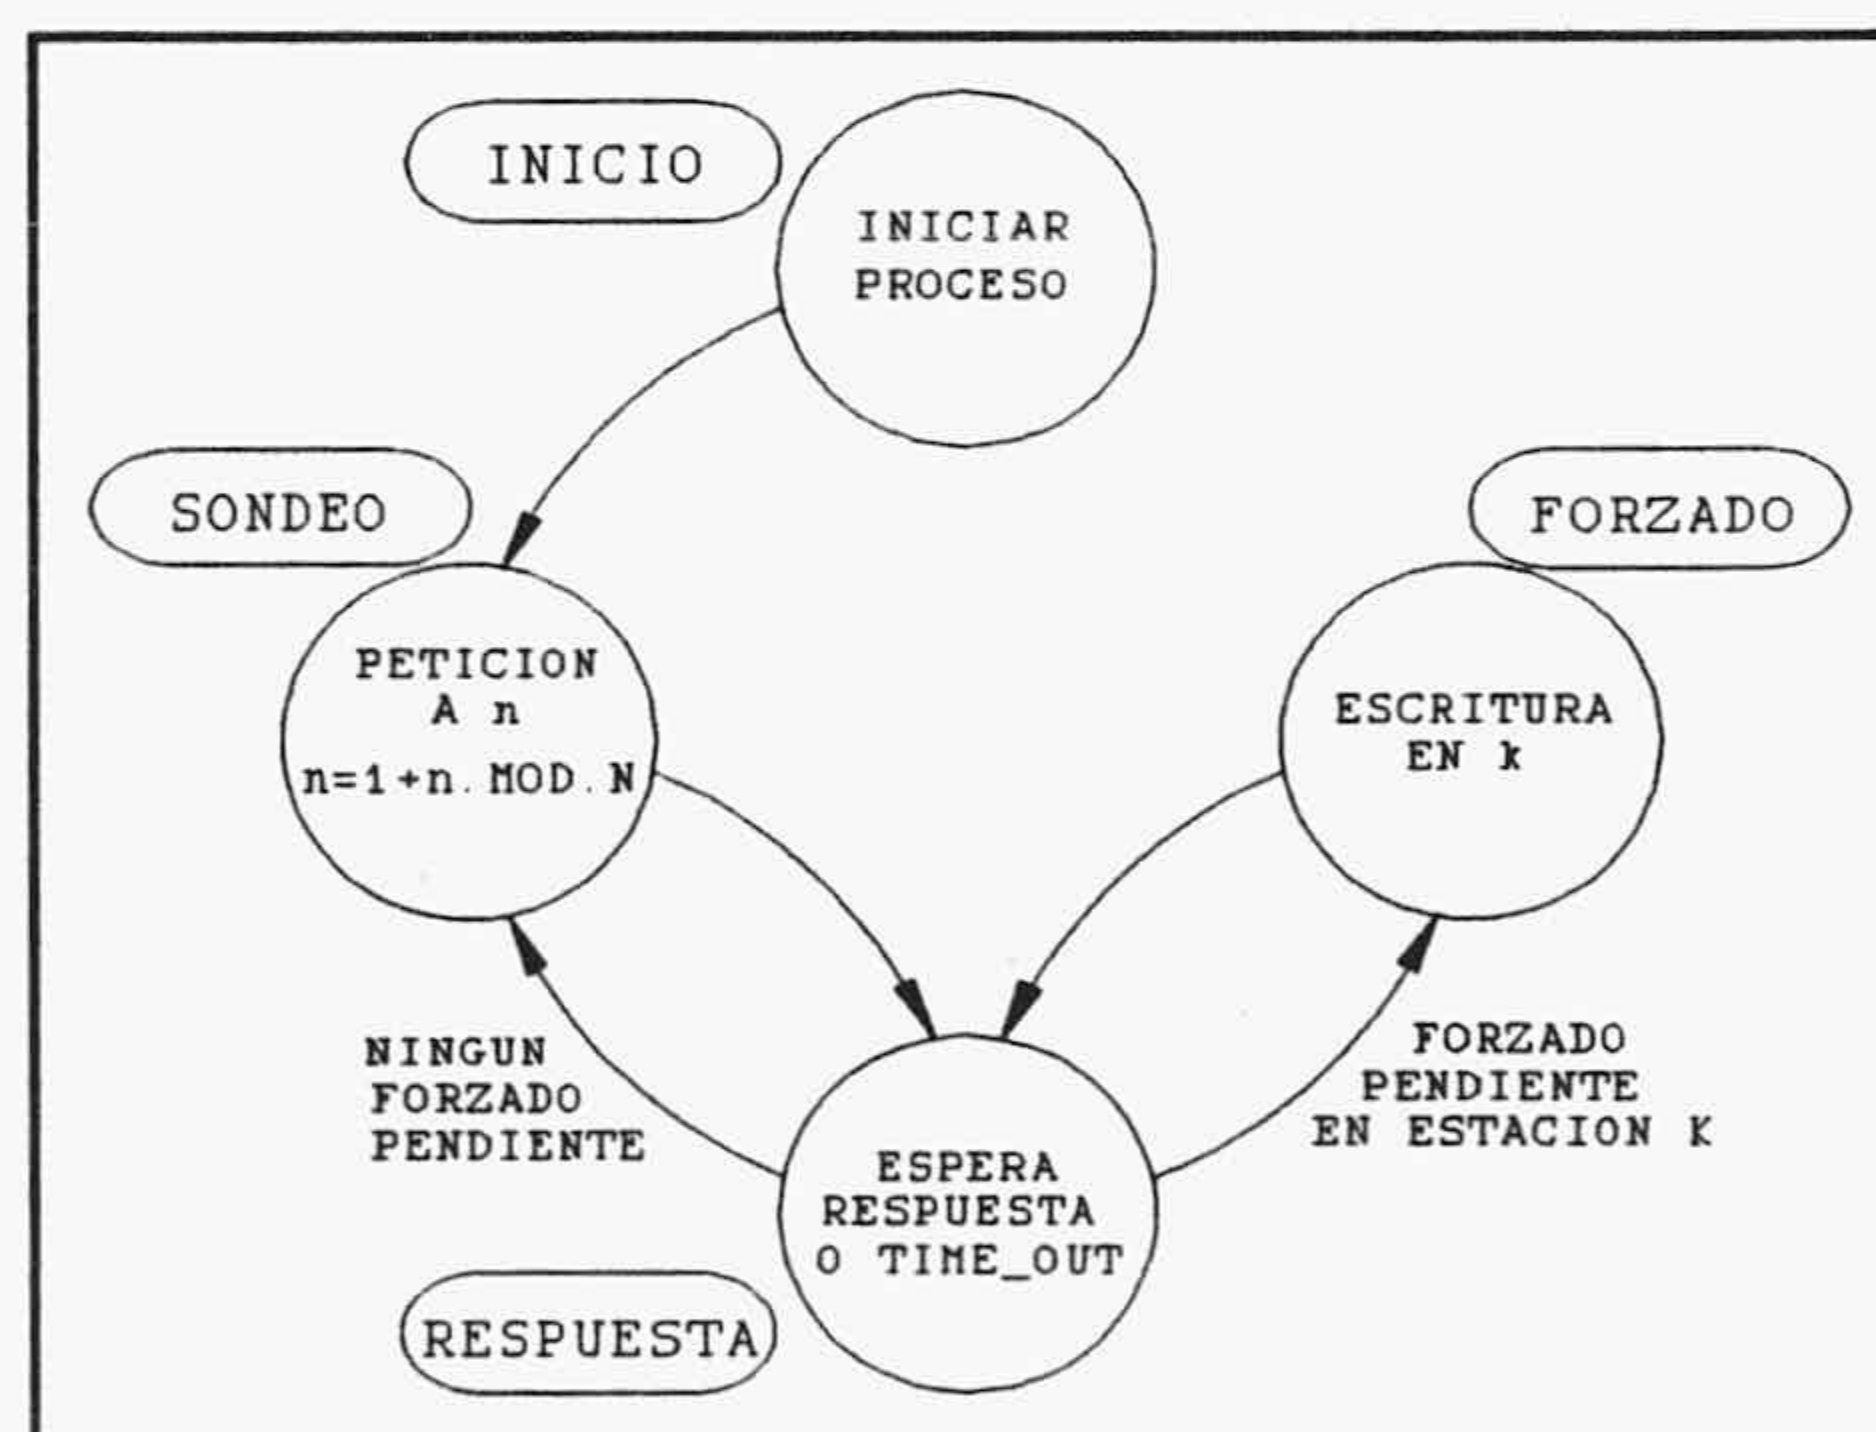 INICIO
INICIAR
PROCESO
SONDEO
FORZADO
PETICION
A n
n=1+n.MOD.N
ESCRITURA
EN k
NINGUN
FORZADO
PENDIENTE
FORZADO
PENDIENTE
EN ESTACION K
ESPERA
RESPUESTA
O TIME_OUT
RESPUESTA